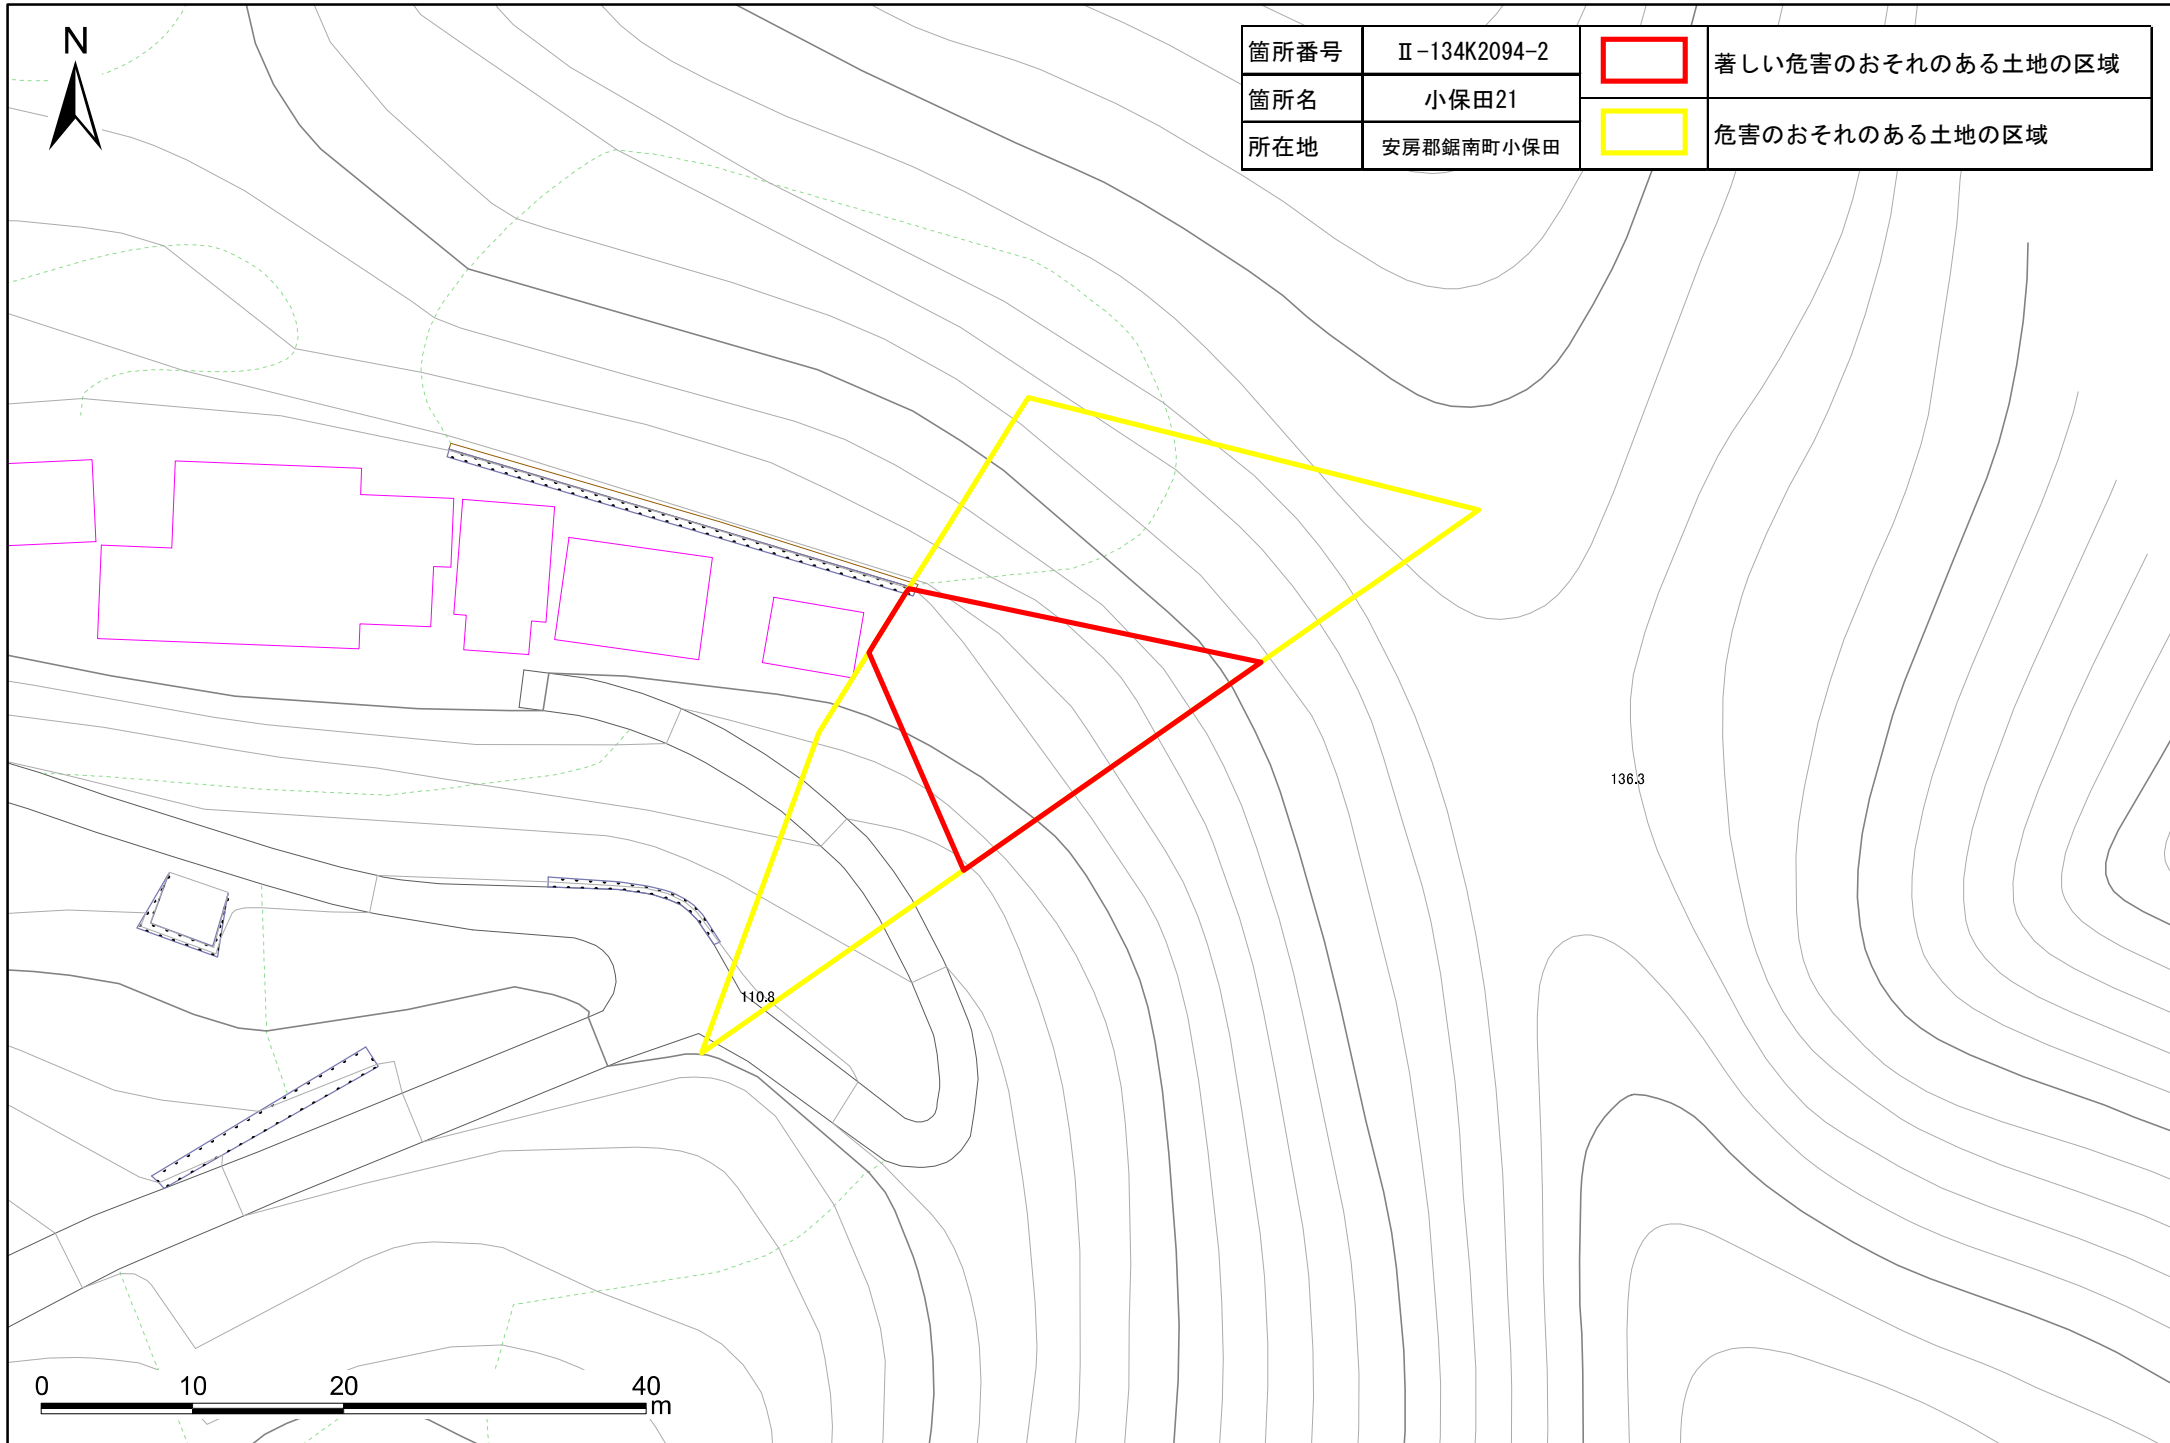 N
箇所番号 Ⅱ-134K2094-2 著しい危害のおそれのある土地の区域
箇所名 小保田21
所在地 安房郡鋸南町小保田 危害のおそれのある土地の区域
136.3
110.8
0 10 20 40
m